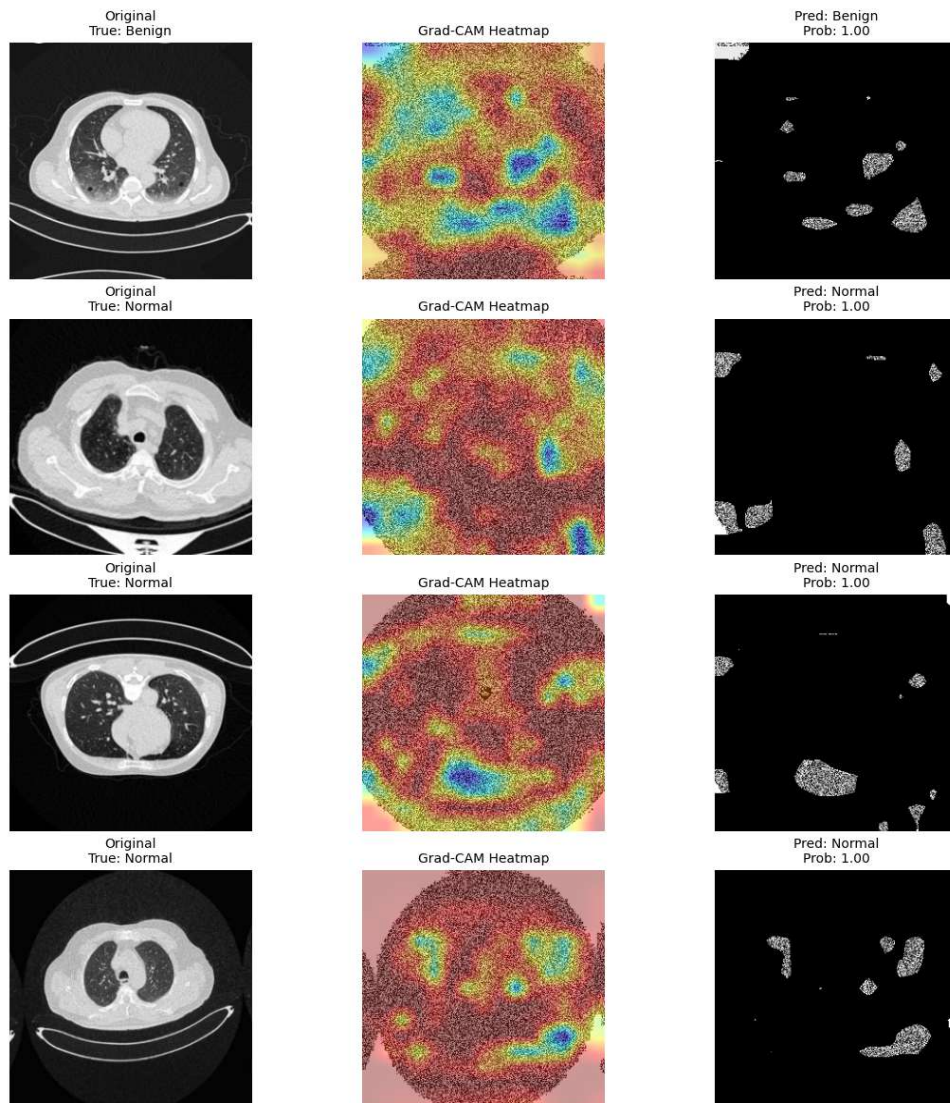 Original
True: Benign
Grad-CAM Heatmap
Pred: Benign
Prob: 1.00
Original
True: Normal
Grad-CAM Heatmap
Pred: Normal
Prob: 1.00
Original
True: Normal
Grad-CAM Heatmap
Pred: Normal
Prob: 1.00
Original
True: Normal
Grad-CAM Heatmap
Pred: Normal
Prob: 1.00